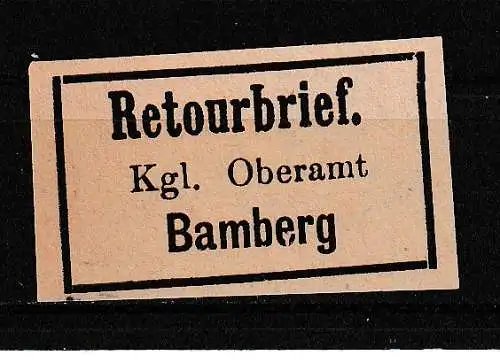 Retourbrief.
Kgl. Oberamt
Bamberg